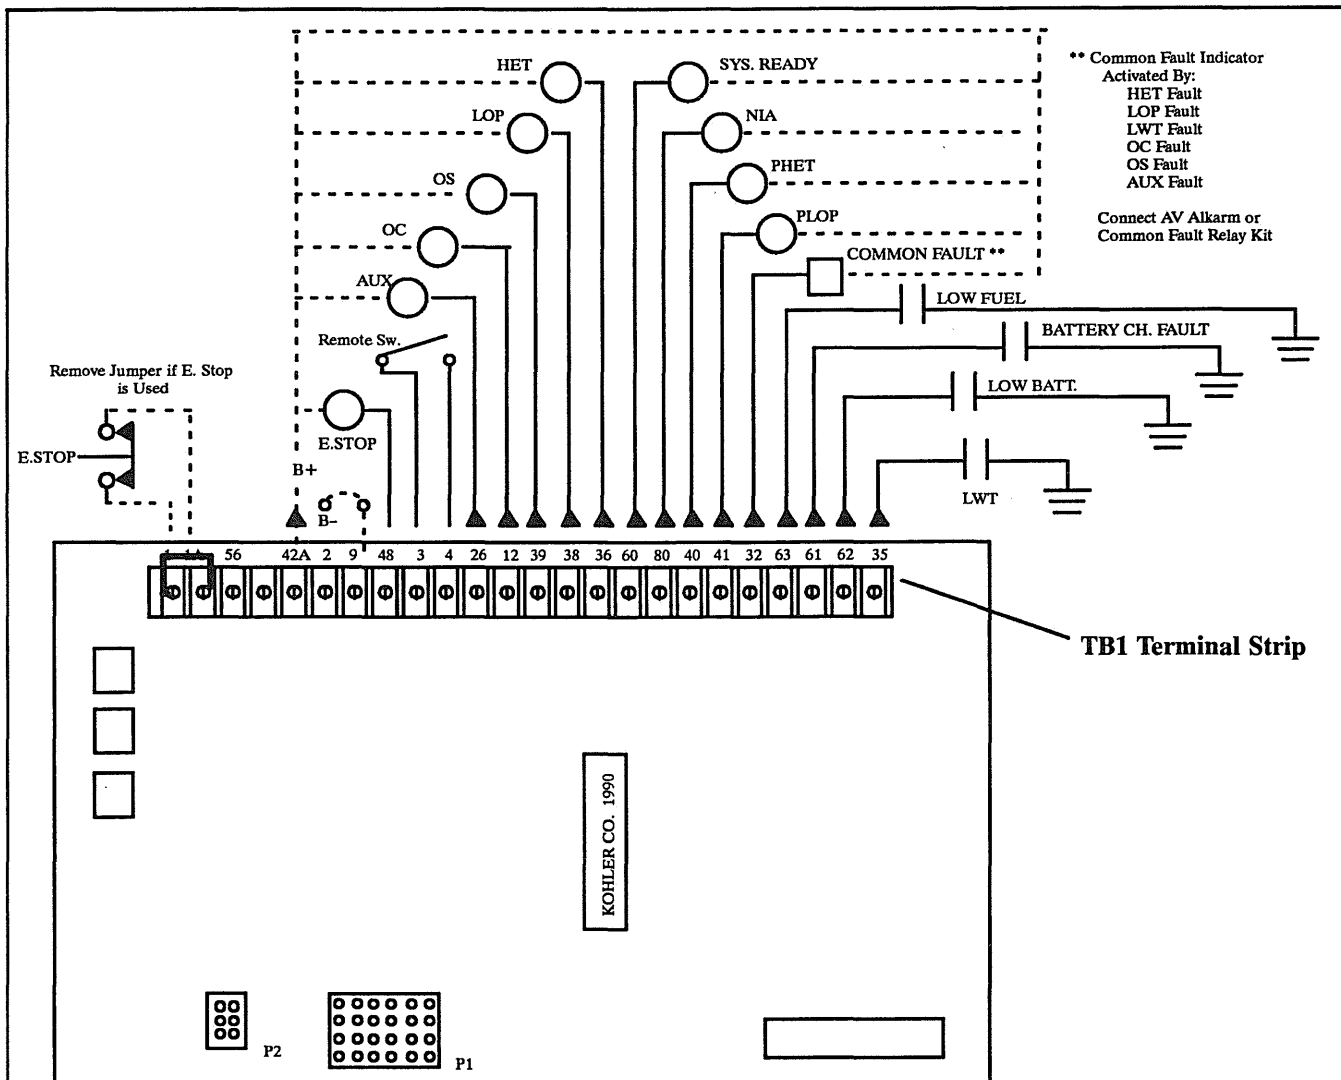 HET
SYS. READY
LOP
NIA
OS
PHET
OC
PLOP
AUX
COMMON FAULT **
** Common Fault Indicator
Activated By:
HET Fault
LOP Fault
LWT Fault
OC Fault
OS Fault
AUX Fault
Connect AV Alkarm or
Common Fault Relay Kit
LOW FUEL
BATTERY CH. FAULT
Remote Sw.
LOW BATT.
Remove Jumper if E. Stop
is Used
E.STOP
E.STOP
B+
B-
LWT
56 42A 2 9 48 3 4 26 12 39 38 36 60 80 40 41 32 63 61 62 35
TB1 Terminal Strip
KOHLER CO. 1990
P2
P1